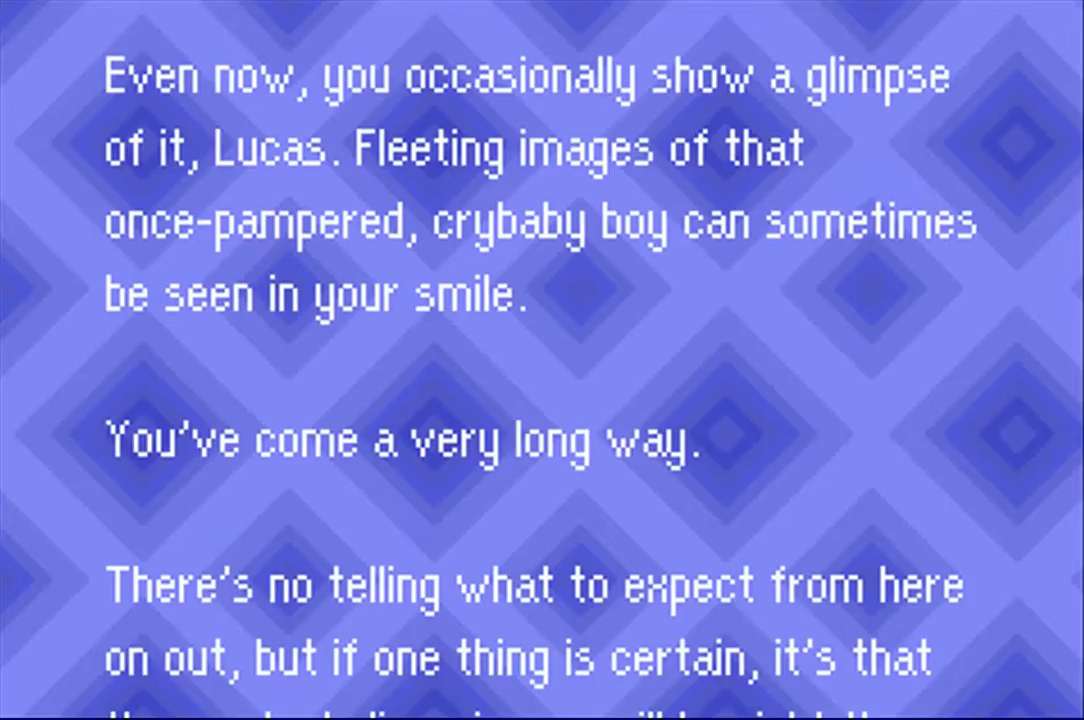 Even now, you occasionally show a glimpse
of it, Lucas. Fleeting images of that
once-pampered, crybaby boy can sometimes
be seen in your smile.
You've come a very long way.
There's no telling what to expect from here
on out, but if one thing is certain, it's that